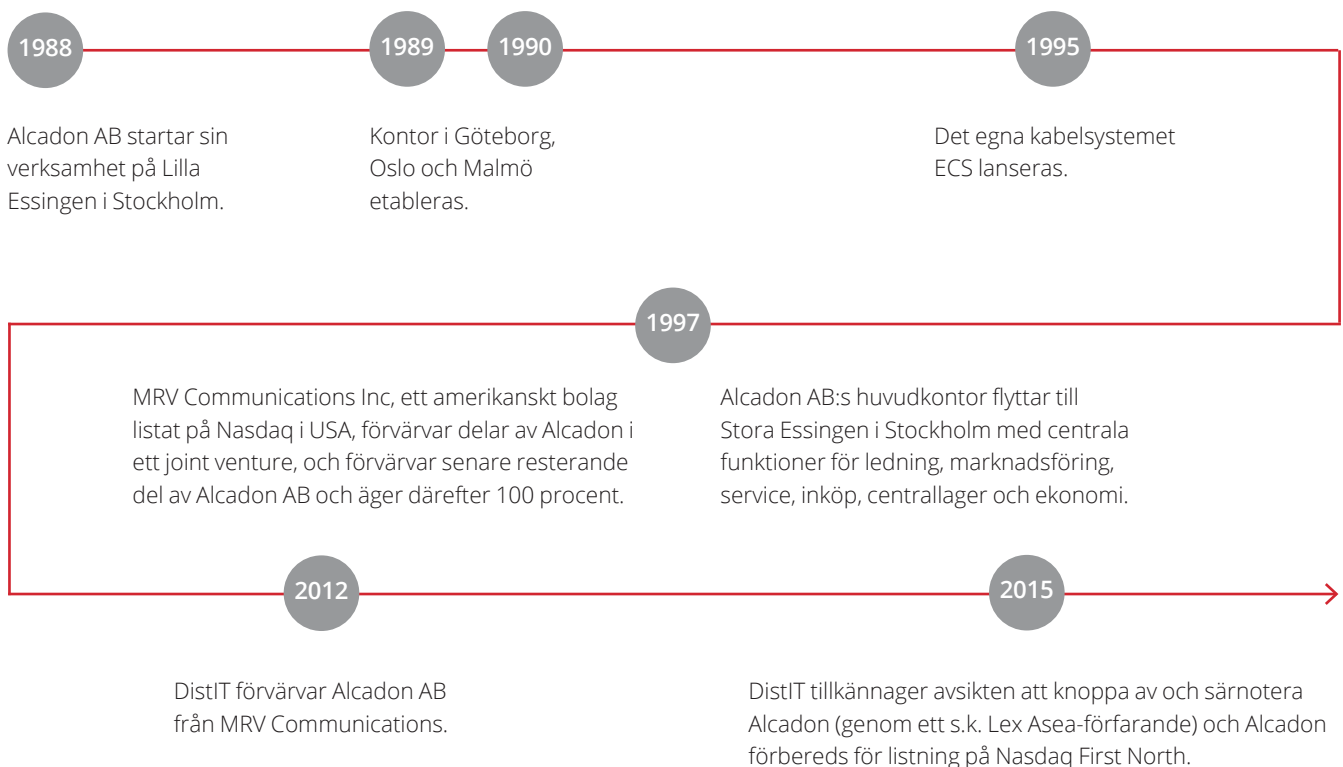 1988
Alcadon AB startar sin
verksamhet på Lilla
Essingen i Stockholm.
1989
1990
Kontor i Göteborg,
Oslo och Malmö
etableras.
1995
Det egna kabelsystemet
ECS lanseras.
1997
MRV Communications Inc, ett amerikanskt bolag
listat på Nasdaq i USA, förvärvar delar av Alcadon i
ett joint venture, och förvärvar senare resterande
del av Alcadon AB och äger därefter 100 procent.
Alcadon AB:s huvudkontor flyttar till
Stora Essingen i Stockholm med centrala
funktioner för ledning, marknadsföring,
service, inköp, centrallager och ekonomi.
2012
DistIT förvärvar Alcadon AB
från MRV Communications.
2015
DistIT tillkännager avsikten att knoppa av och särnotera
Alcadon (genom ett s.k. Lex Asea-förfarande) och Alcadon
förbereds för listning på Nasdaq First North.